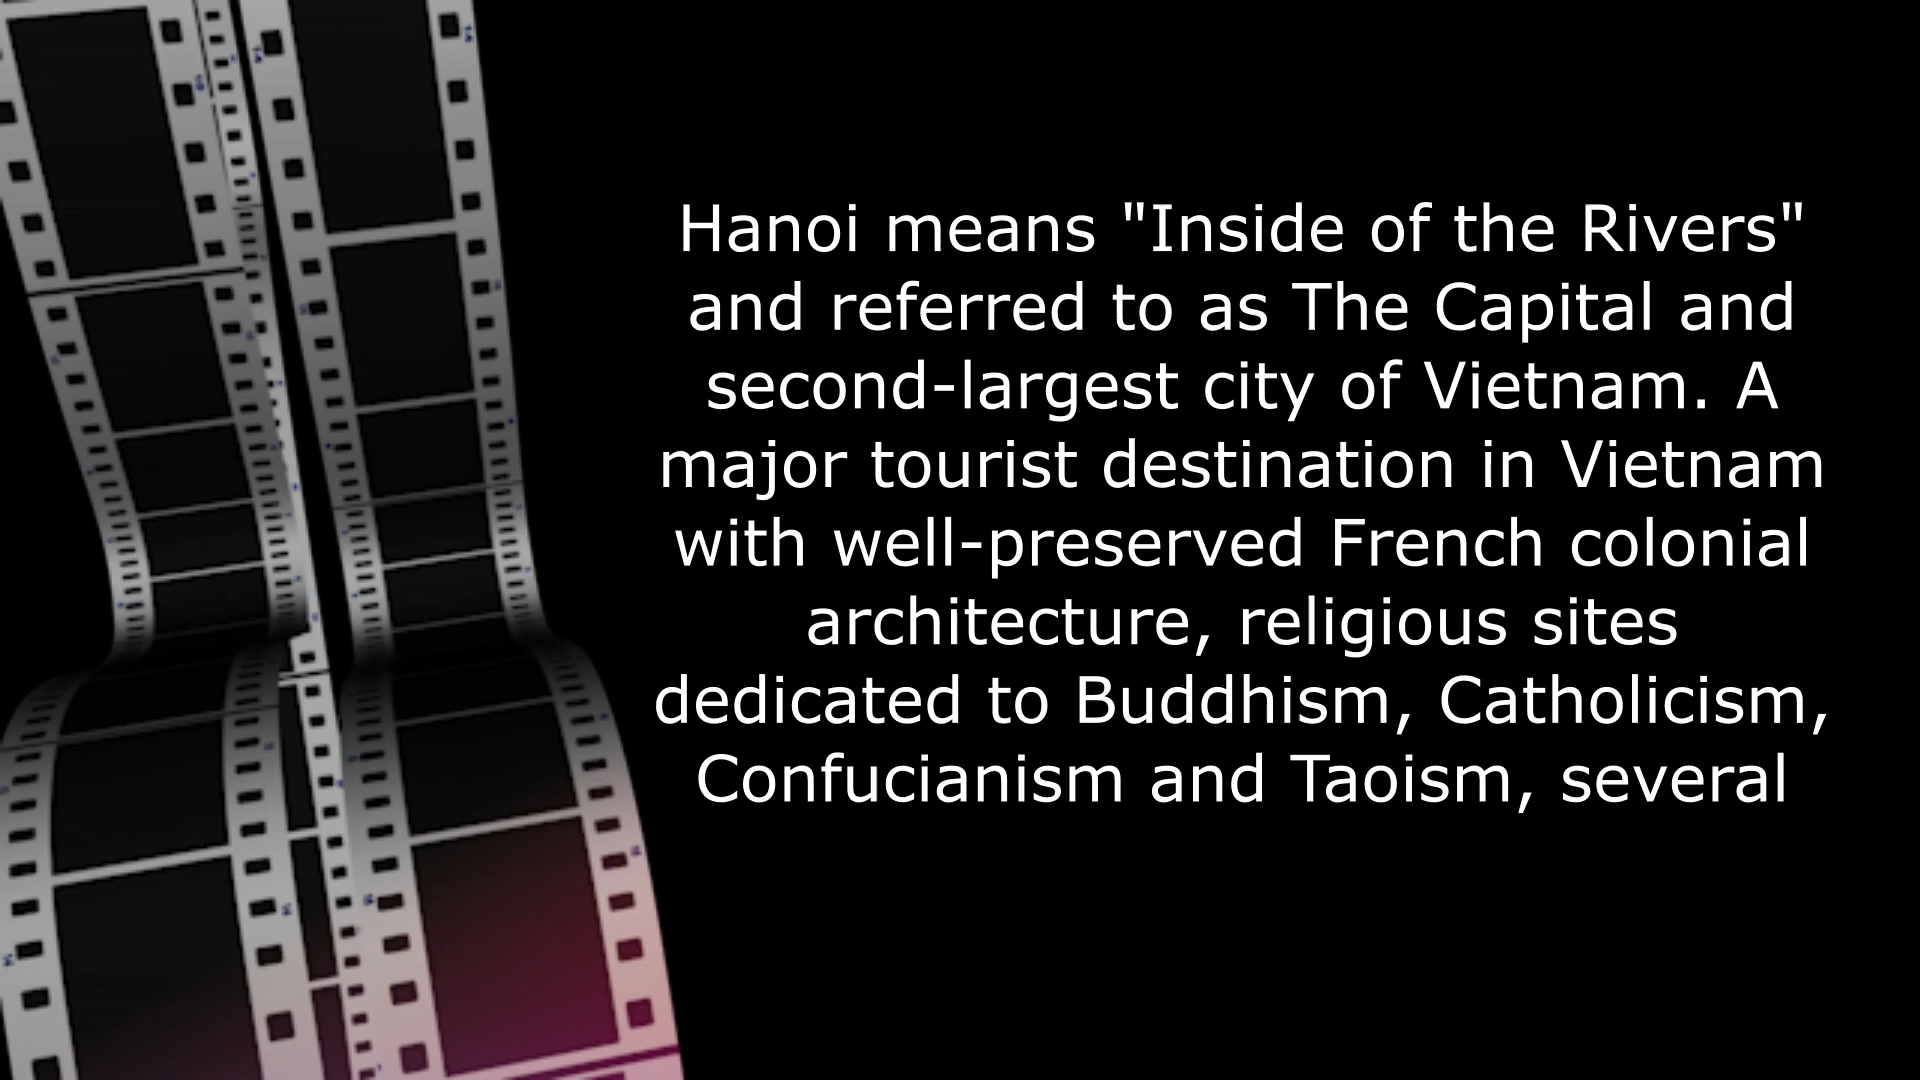 Hanoi means "Inside of the Rivers"
and referred to as The Capital and
second-largest city of Vietnam. A
major tourist destination in Vietnam
with well-preserved French colonial
architecture, religious sites
dedicated to Buddhism, Catholicism,
Confucianism and Taoism, several